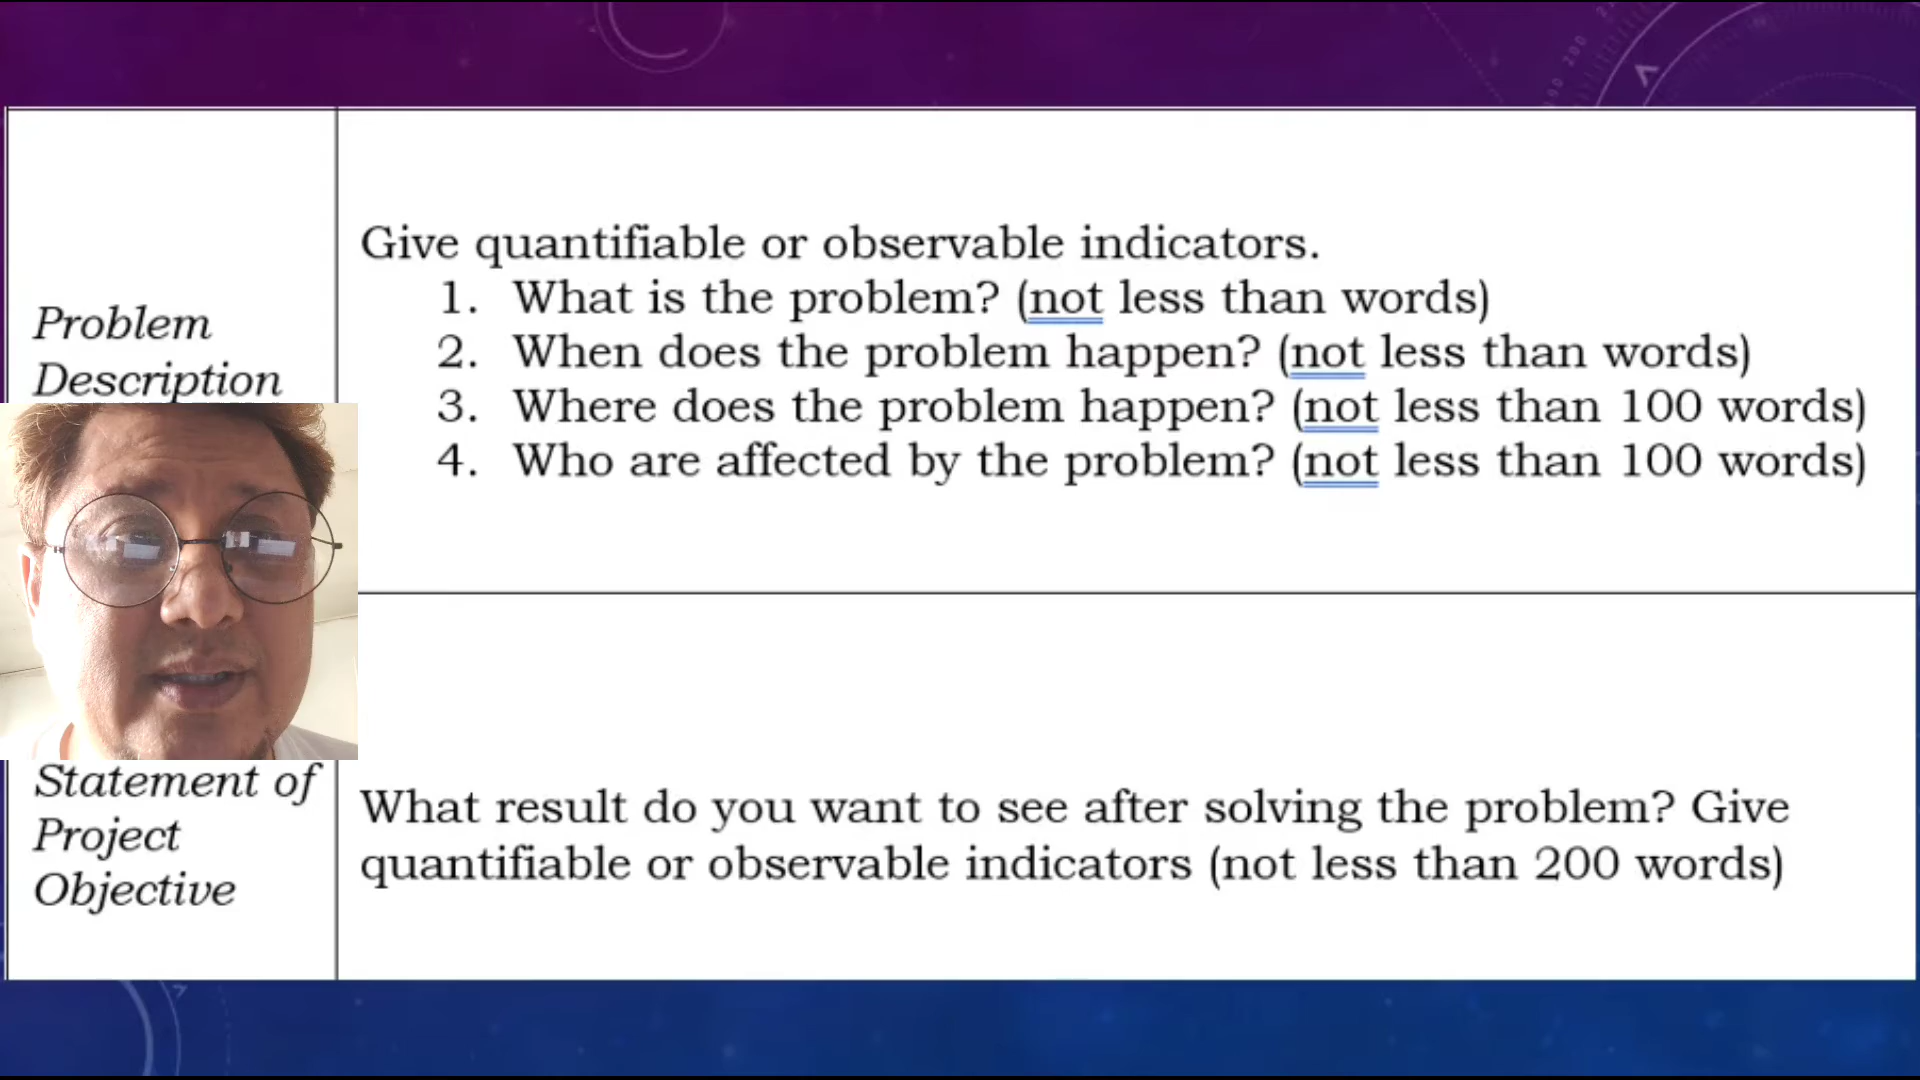 Problem
Description
Give quantifiable or observable indicators.
1. What is the problem? (not less than words)
2. When does the problem happen? (not less than words)
3. Where does the problem happen? (not less than 100 words)
4. Who are affected by the problem? (not less than 100 words)
Statement of
Project
Objective
What result do you want to see after solving the problem? Give
quantifiable or observable indicators (not less than 200 words)